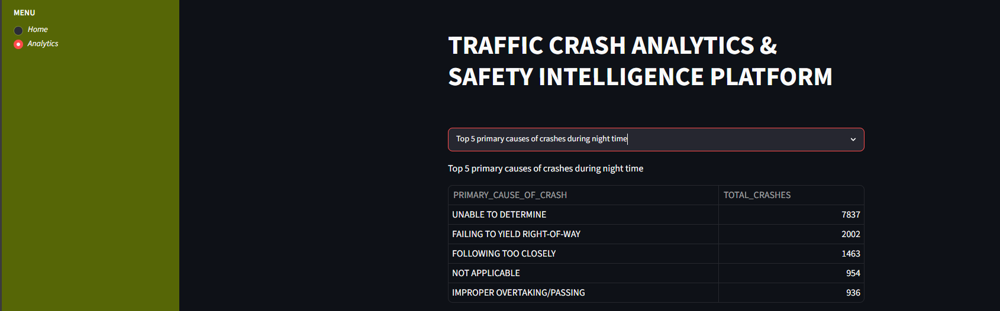 MENU
Home
Analytics
TRAFFIC CRASH ANALYTICS &
SAFETY INTELLIGENCE PLATFORM
Top 5 primary causes of crashes during night time
Top 5 primary causes of crashes during night time
PRIMARY_CAUSE_OF_CRASH TOTAL_CRASHES
UNABLE TO DETERMINE 7837
FAILING TO YIELD RIGHT-OF-WAY 2002
FOLLOWING TOO CLOSELY 1463
NOT APPLICABLE 954
IMPROPER OVERTAKING/PASSING 936